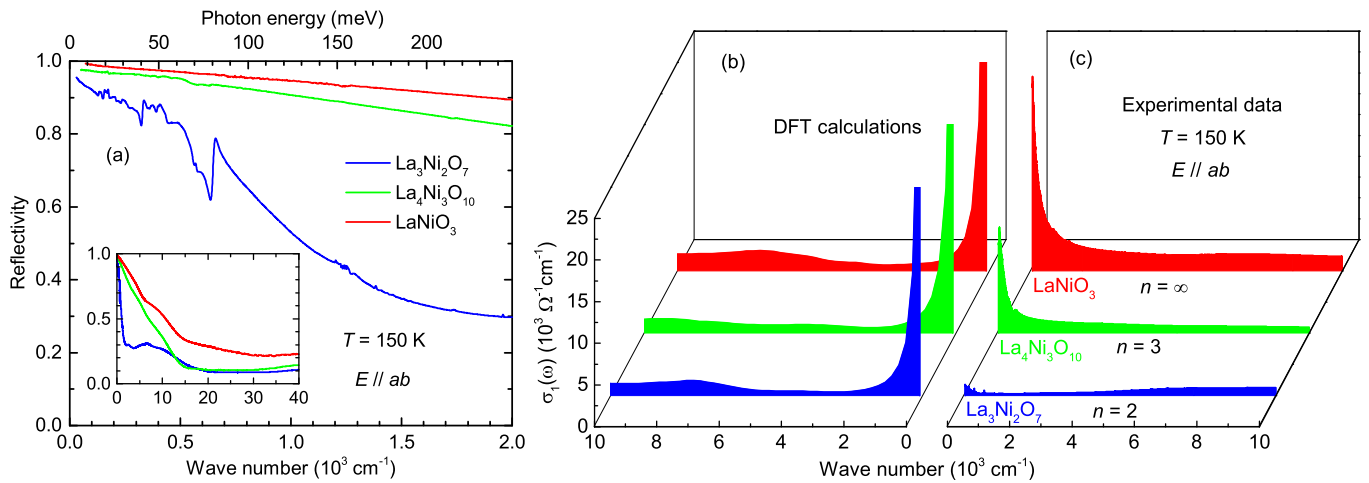 Photon energy (meV)
0 40 80 120 160 200
1.0
0.8
0.6
0.4
0.2
0.0
Reflectivity
(a)
La₃Ni₂O₇
La₄Ni₃O₁₀
LaNiO₃
1.0
0.5
0.0
0 10 20 30 40
T = 150 K
E // ab
0.0 0.5 1.0 1.5 2.0
Wave number (10³ cm⁻¹)
(b)
DFT calculations
25
20
15
10
5
0
σ₁(ω) (10³ Ω⁻¹cm⁻¹)
10 8 6 4 2 0
(c)
Experimental data
T = 150 K
E // ab
LaNiO₃
n = ∞
La₄Ni₃O₁₀
n = 3
La₃Ni₂O₇
n = 2
0 2 4 6 8 10
Wave number (10³ cm⁻¹)